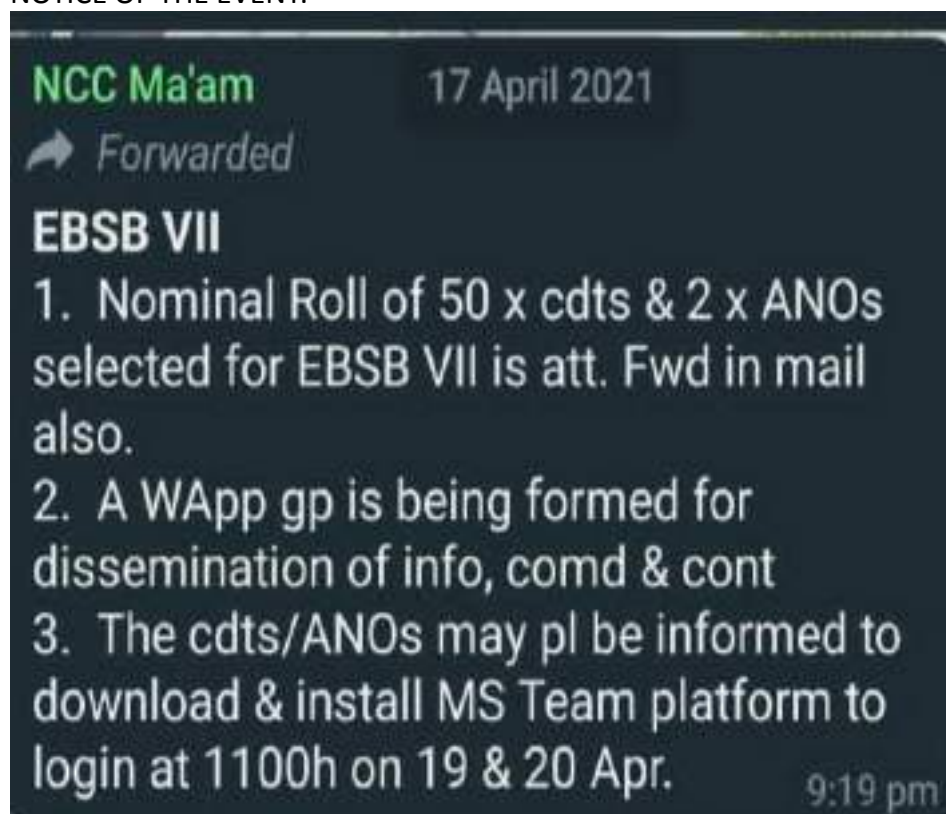 NOTICE OF THE EVENT:
NCC Ma'am 17 April 2021
Forwarded
EBSB VII
1. Nominal Roll of 50 x cdts & 2 x ANOs
selected for EBSB VII is att. Fwd in mail
also.
2. A WApp gp is being formed for
dissemination of info, comd & cont
3. The cdts/ANOs may pl be informed to
download & install MS Team platform to
login at 1100h on 19 & 20 Apr.
9:19 pm